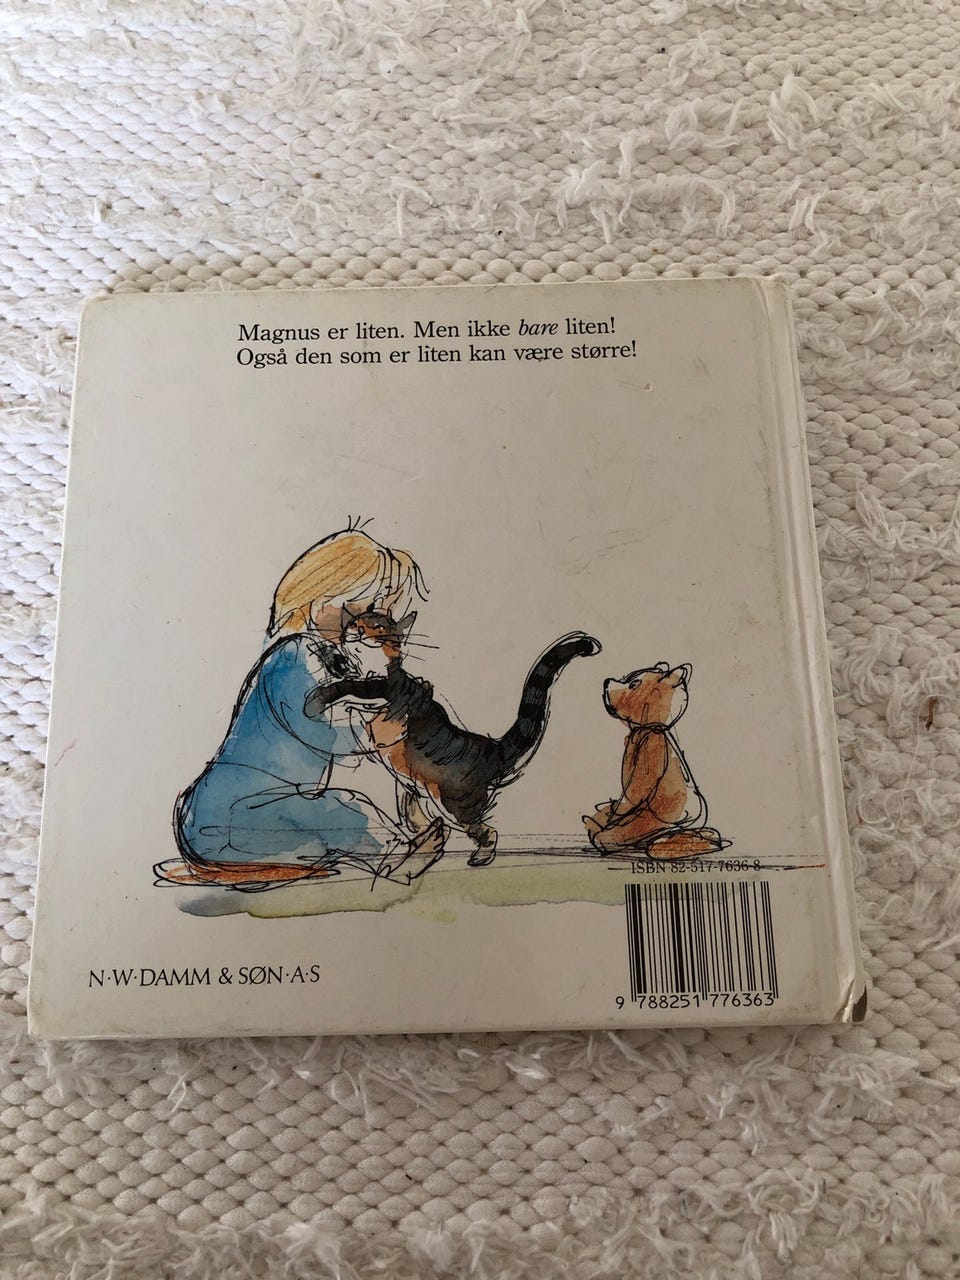 Magnus er liten. Men ikke bare liten!
Også den som er liten kan være større!
ISBN 82-517-7636-8
N·W·DAMM & SØN·A·S
9 788251 776363